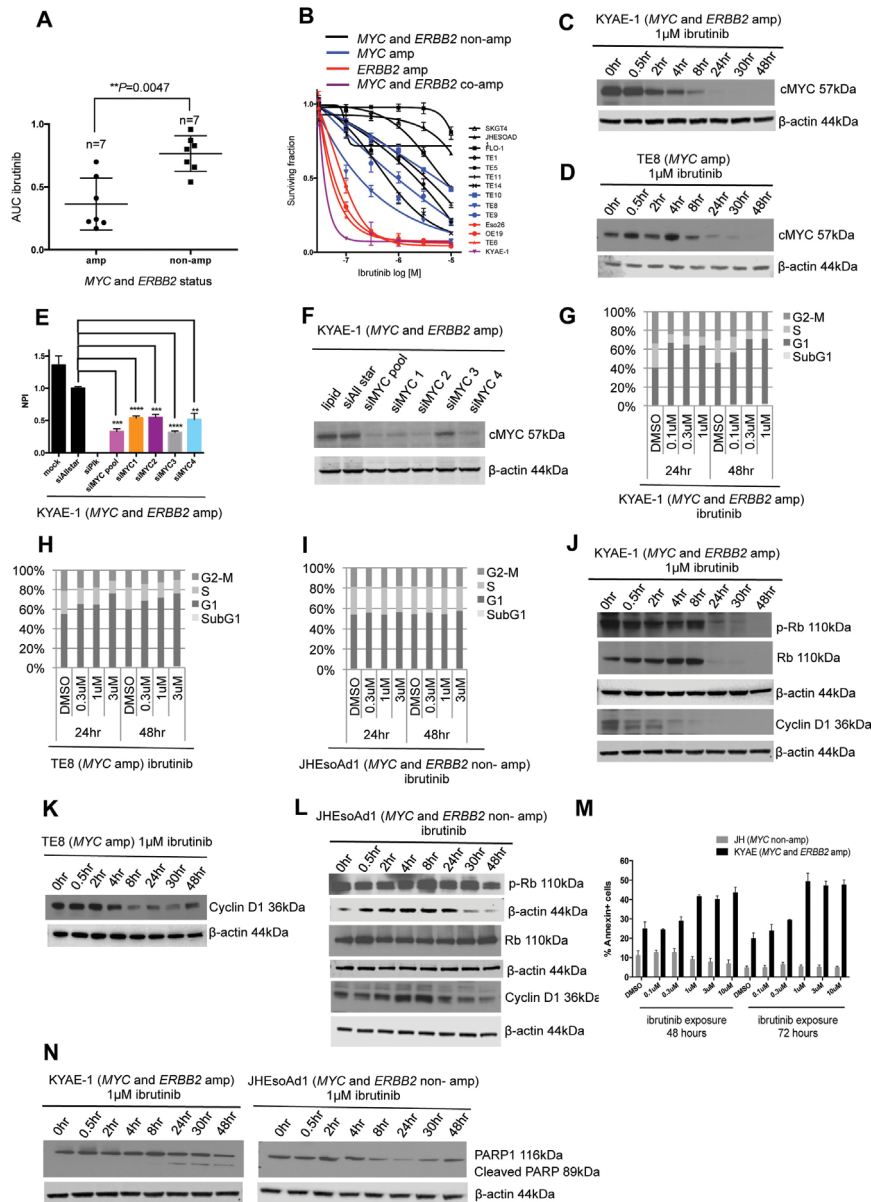 A
**P=0.0047
n=7
n=7
AUC ibrutinib
1.0
0.5
0.0
amp
non-amp
MYC and ERBB2 status
B
MYC and ERBB2 non-amp
MYC amp
ERBB2 amp
MYC and ERBB2 co-amp
Surviving fraction
1.0
0.5
0.0
-7
-6
-5
Ibrutinib log [M]
SKGT4
JHESOAD
FLO-1
TE1
TE5
TE11
TE14
TE10
TE8
TE9
Eso26
OE19
TE6
KYAE-1
C
KYAE-1 (MYC and ERBB2 amp)
1µM ibrutinib
0hr 0.5hr 2hr 4hr 8hr 24hr 30hr 48hr
cMYC 57kDa
β-actin 44kDa
D
TE8 (MYC amp)
1µM ibrutinib
0hr 0.5hr 2hr 4hr 8hr 24hr 30hr 48hr
cMYC 57kDa
β-actin 44kDa
E
NPI
1.5
1.0
0.5
0.0
*** **** *** **** **
mock siAllstar siPlk siMYC pool siMYC1 siMYC2 siMYC3 siMYC4
KYAE-1 (MYC and ERBB2 amp)
F
KYAE-1 (MYC and ERBB2 amp)
lipid siAll star siMYC pool siMYC 1 siMYC 2 siMYC 3 siMYC 4
cMYC 57kDa
β-actin 44kDa
G
100%
80%
60%
40%
20%
0%
G2-M
S
G1
SubG1
DMSO 0.1uM 0.3uM 1uM DMSO 0.1uM 0.3uM 1uM
24hr 48hr
KYAE-1 (MYC and ERBB2 amp)
ibrutinib
H
100%
80%
60%
40%
20%
0%
G2-M
S
G1
SubG1
DMSO 0.3uM 1uM 3uM DMSO 0.3uM 1uM 3uM
24hr 48hr
TE8 (MYC amp) ibrutinib
I
100%
80%
60%
40%
20%
0%
G2-M
S
G1
SubG1
DMSO 0.3uM 1uM 3uM DMSO 0.3uM 1uM 3uM
24hr 48hr
JHEsoAd1 (MYC and ERBB2 non- amp)
ibrutinib
J
KYAE-1 (MYC and ERBB2 amp)
1µM ibrutinib
0hr 0.5hr 2hr 4hr 8hr 24hr 30hr 48hr
p-Rb 110kDa
Rb 110kDa
β-actin 44kDa
Cyclin D1 36kDa
β-actin 44kDa
K
TE8 (MYC amp) 1µM ibrutinib
0hr 0.5hr 2hr 4hr 8hr 24hr 30hr 48hr
Cyclin D1 36kDa
β-actin 44kDa
L
JHEsoAd1 (MYC and ERBB2 non- amp)
ibrutinib
0hr 0.5hr 2hr 4hr 8hr 24hr 30hr 48hr
p-Rb 110kDa
β-actin 44kDa
Rb 110kDa
β-actin 44kDa
Cyclin D1 36kDa
β-actin 44kDa
M
JH (MYC non-amp)
KYAE (MYC and ERBB2 amp)
% Annexin+ cells
60
50
40
30
20
10
0
DMSO 0.1uM 0.3uM 1uM 3uM 10uM DMSO 0.1uM 0.3uM 1uM 3uM 10uM
ibrutinib exposure
48 hours
ibrutinib exposure
72 hours
N
KYAE-1 (MYC and ERBB2 amp)
1µM ibrutinib
0hr 0.5hr 2hr 4hr 8hr 24hr 30hr 48hr
JHEsoAd1 (MYC and ERBB2 non- amp)
1µM ibrutinib
0hr 0.5hr 2hr 4hr 8hr 24hr 30hr 48hr
PARP1 116kDa
Cleaved PARP 89kDa
β-actin 44kDa